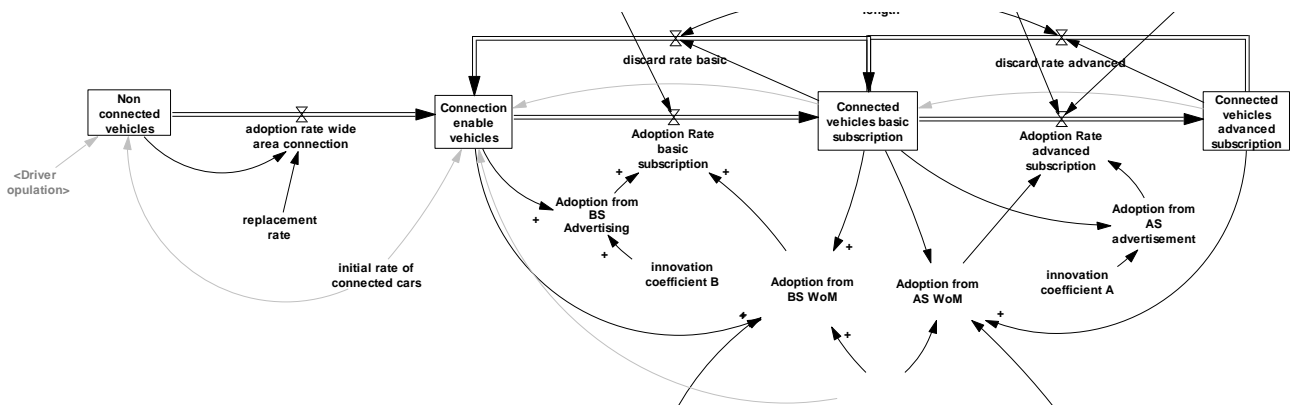 length
discard rate basic
discard rate advanced
Non
connected
vehicles
adoption rate wide
area connection
Connection
enable
vehicles
Adoption Rate
basic
subscription
Connected
vehicles basic
subscription
Adoption Rate
advanced
subscription
Connected
vehicles
advanced
subscription
<Driver
opulation>
replacement
rate
initial rate of
connected cars
+
+
+
Adoption from
BS
Advertising
+
+
innovation
coefficient B
+
Adoption from
BS WoM
+
+
Adoption from
AS WoM
+
Adoption from
AS
advertisement
innovation
coefficient A